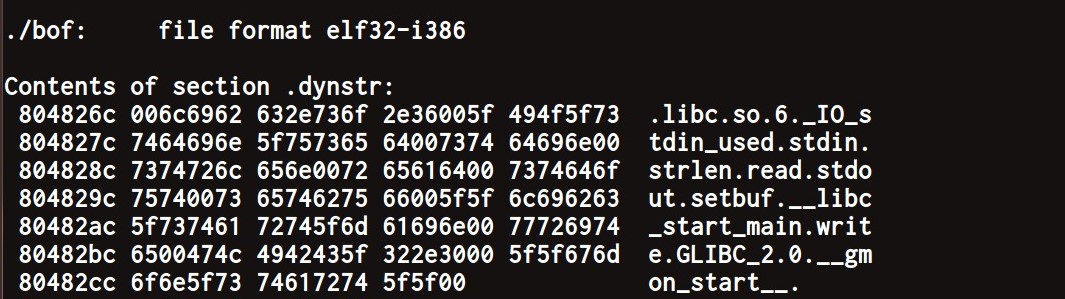 ./bof:     file format elf32-i386
Contents of section .dynstr:
 804826c 006c6962 632e736f 2e36005f 494f5f73  .libc.so.6._IO_s
 804827c 7464696e 5f757365 64007374 64696e00  tdin_used.stdin.
 804828c 7374726c 656e0072 65616400 7374646f  strlen.read.stdo
 804829c 75740073 65746275 66005f5f 6c696263  ut.setbuf.__libc
 80482ac 5f737461 72745f6d 61696e00 77726974  _start_main.writ
 80482bc 6500474c 4942435f 322e3000 5f5f676d  e.GLIBC_2.0.__gm
 80482cc 6f6e5f73 74617274 5f5f00             on_start__.